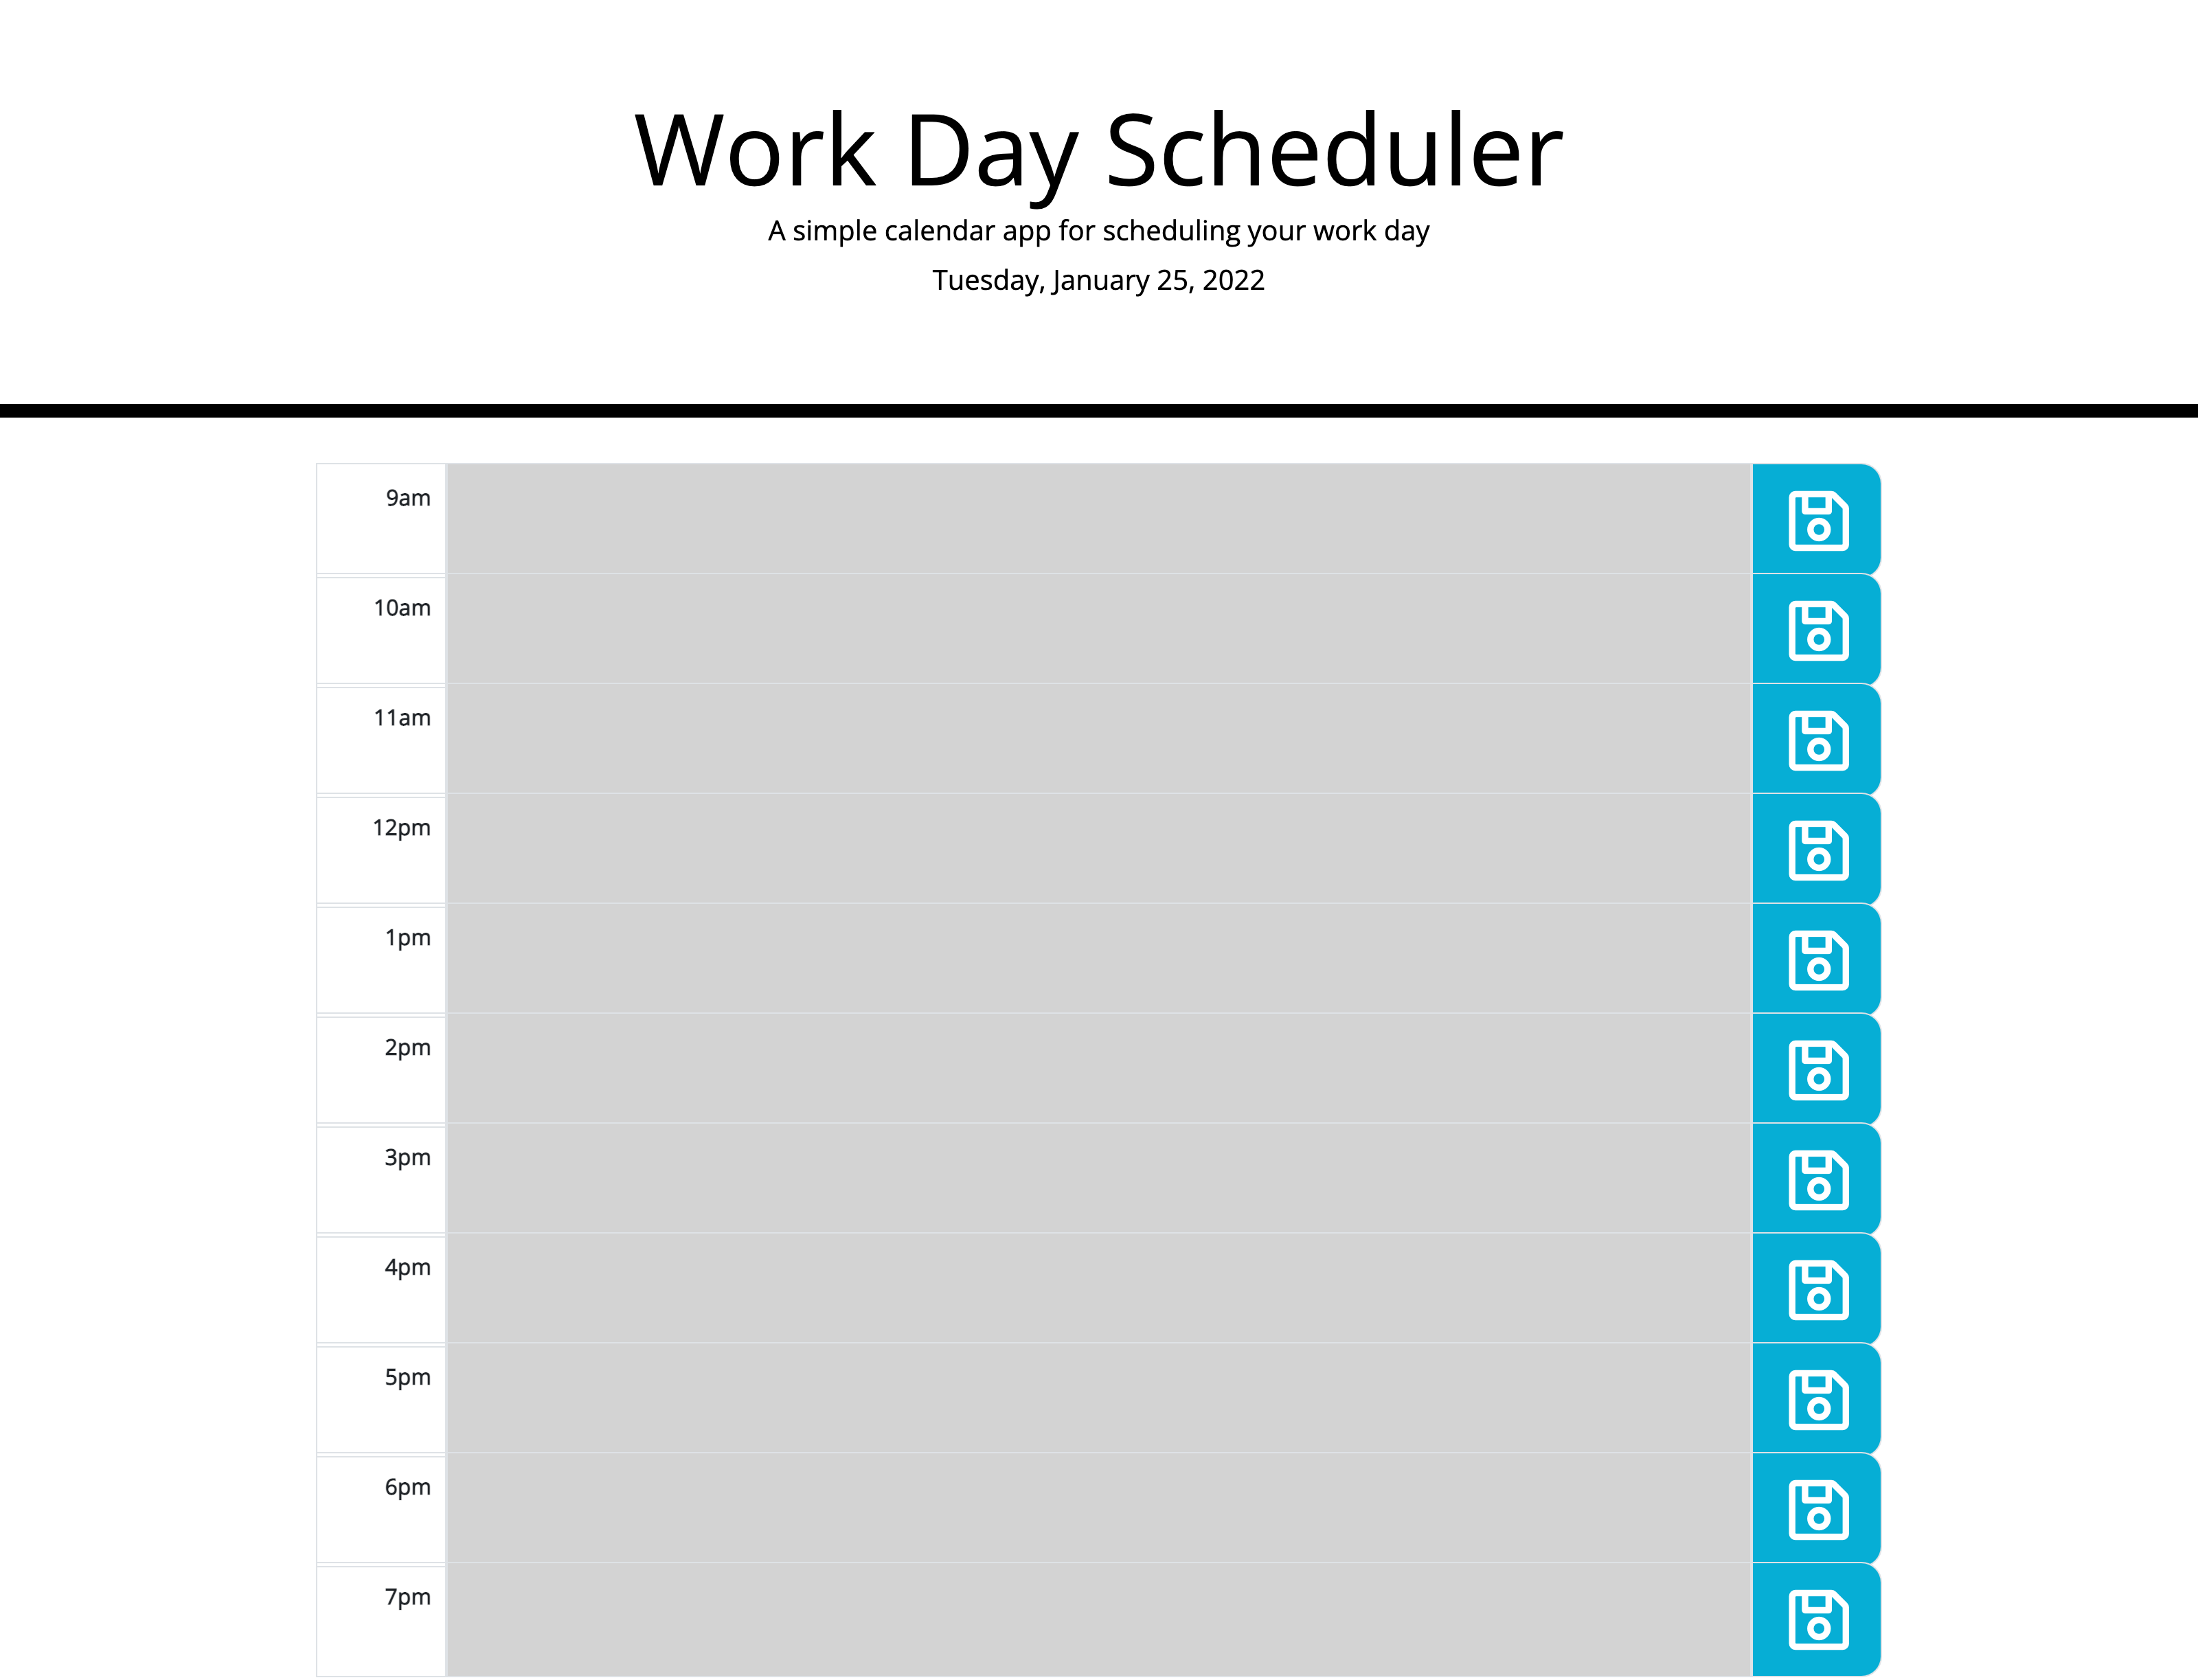 Work Day Scheduler
A simple calendar app for scheduling your work day
Tuesday, January 25, 2022
9am
10am
11am
12pm
1pm
2pm
3pm
4pm
5pm
6pm
7pm